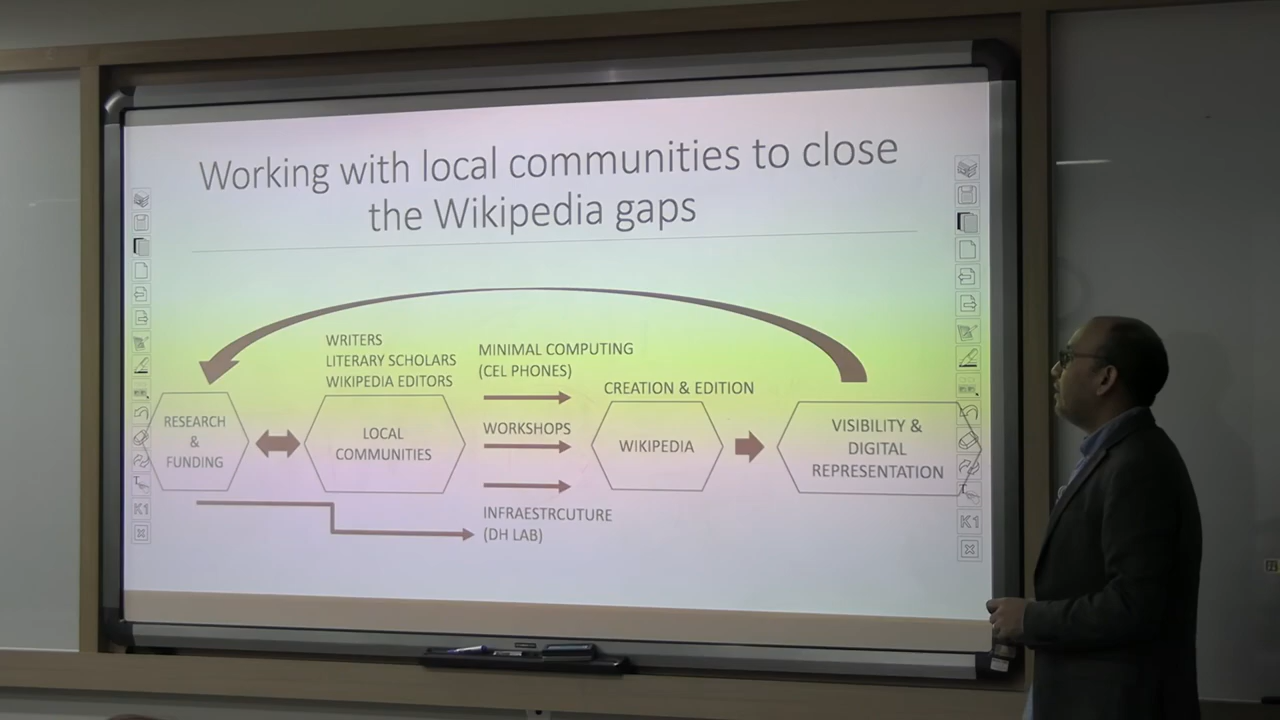 Working with local communities to close
the Wikipedia gaps
WRITERS
LITERARY SCHOLARS
WIKIPEDIA EDITORS
MINIMAL COMPUTING
(CEL PHONES)
CREATION & EDITION
RESEARCH
&
FUNDING
LOCAL
COMMUNITIES
WORKSHOPS
WIKIPEDIA
VISIBILITY &
DIGITAL
REPRESENTATION
INFRAESTRCUTURE
(DH LAB)
K1
K1